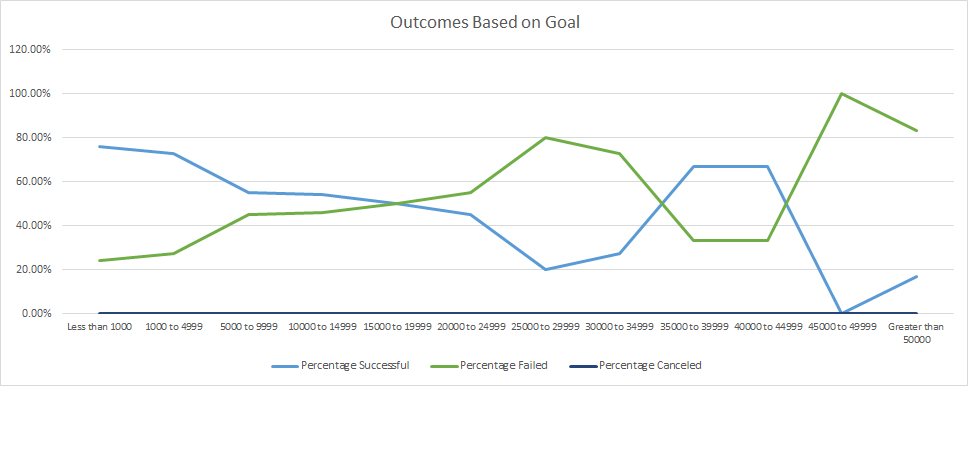 Outcomes Based on Goal
120.00%
100.00%
80.00%
60.00%
40.00%
20.00%
0.00%
Less than 1000 1000 to 4999 5000 to 9999 10000 to 14999 15000 to 19999 20000 to 24999 25000 to 29999 30000 to 34999 35000 to 39999 40000 to 44999 45000 to 49999 Greater than
50000
Percentage Successful Percentage Failed Percentage Canceled